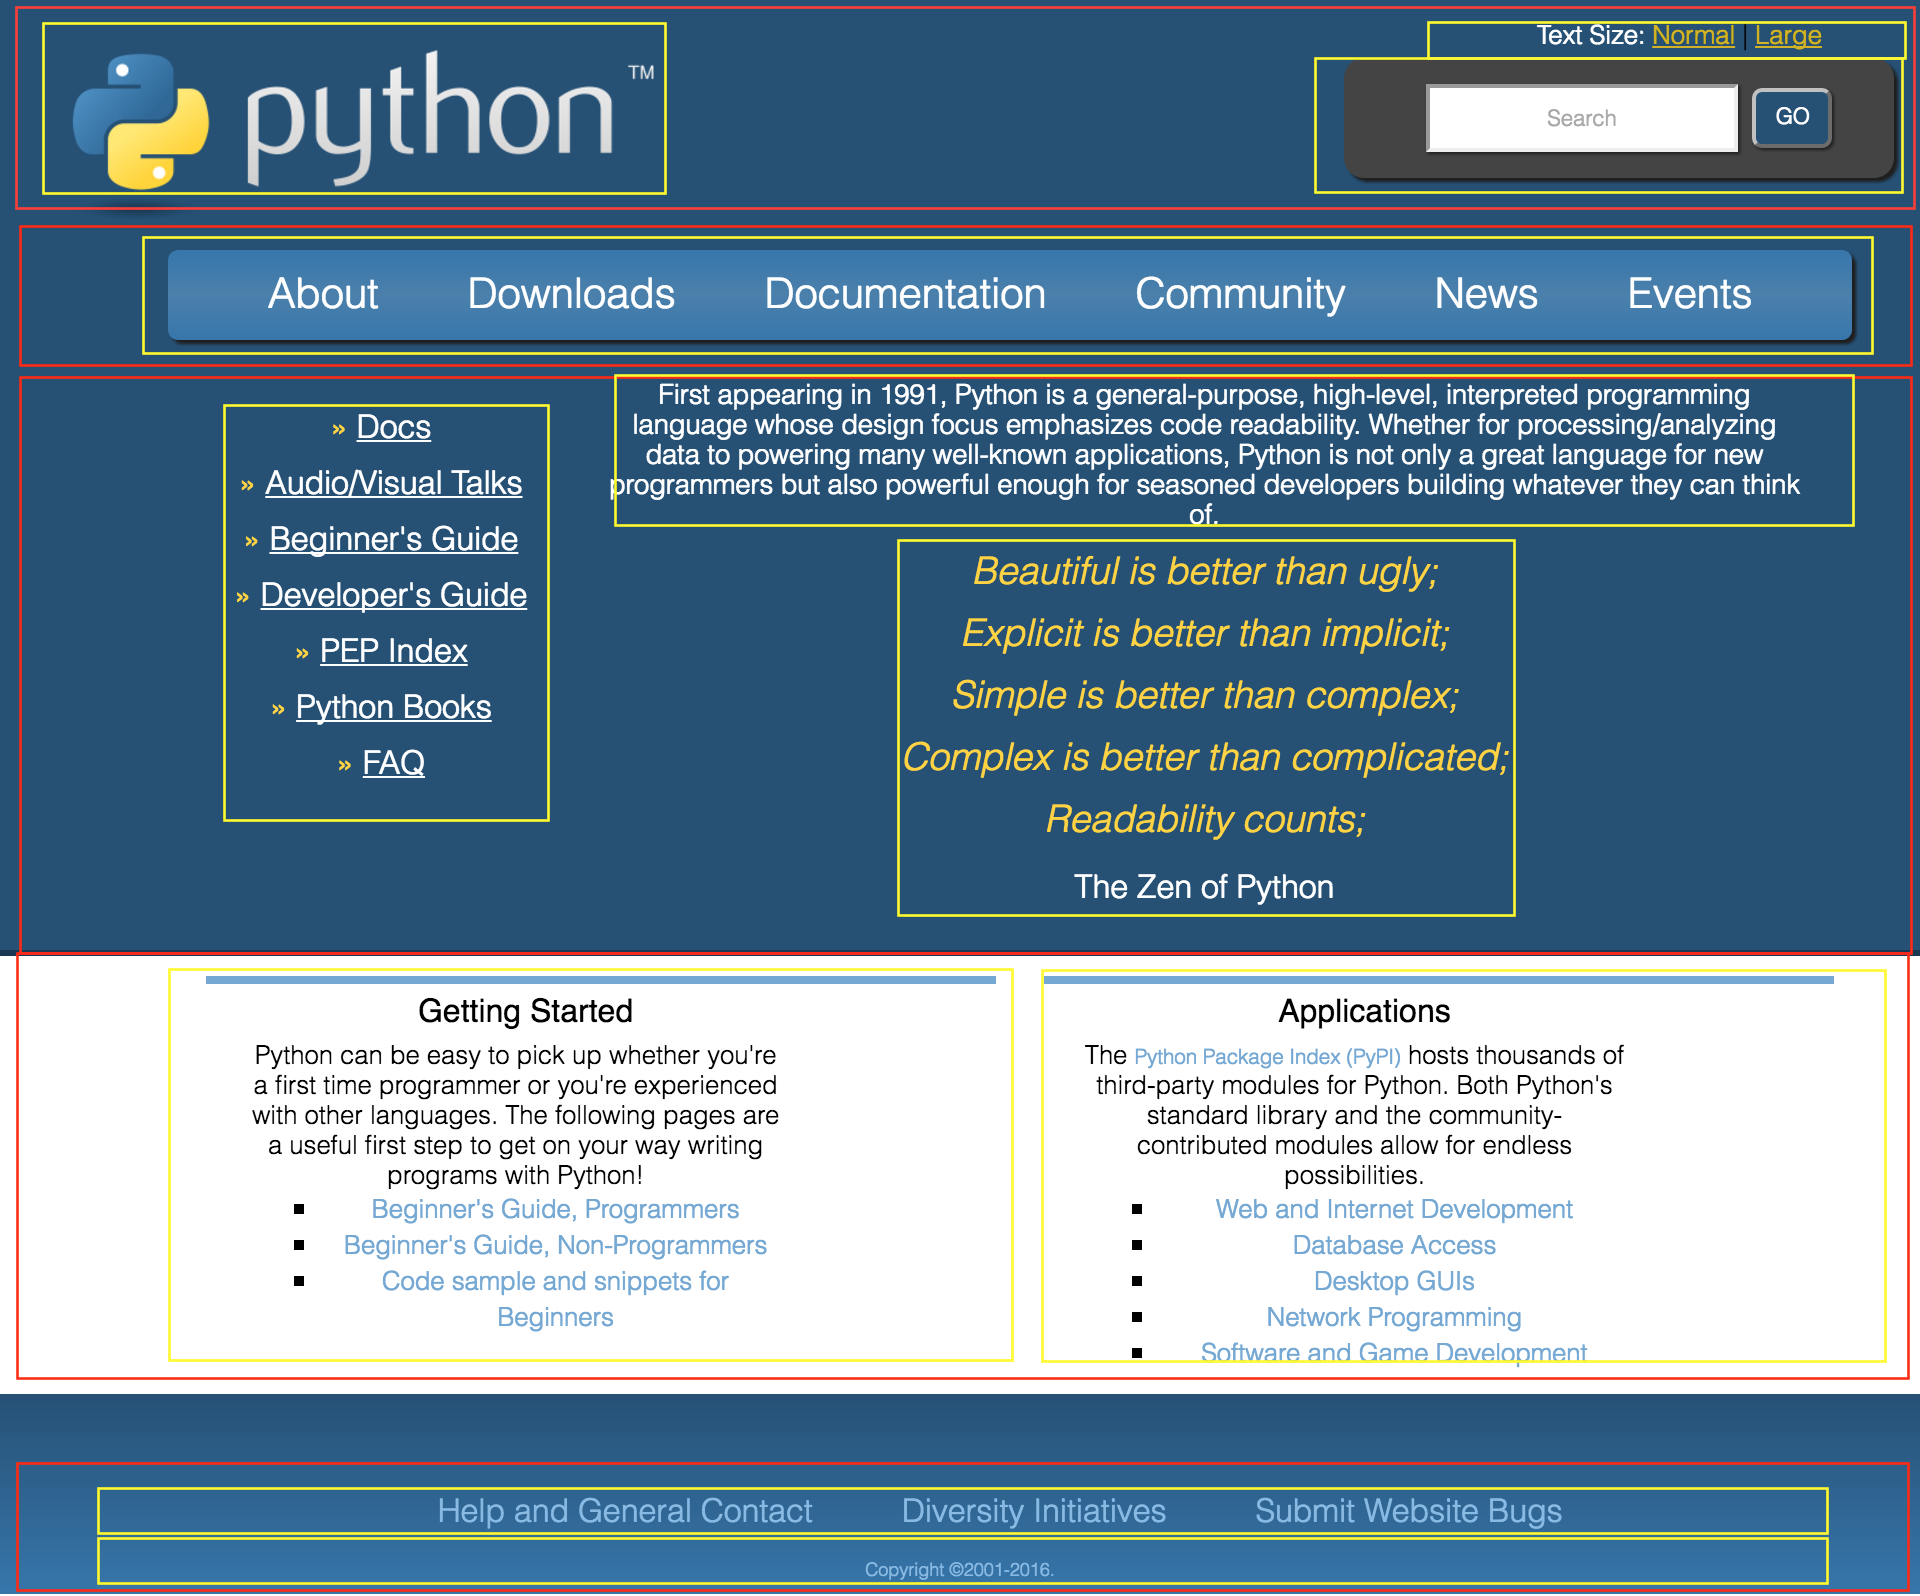 python™
Text Size: Normal | Large
Search
GO
About Downloads Documentation Community News Events
» Docs
» Audio/Visual Talks
» Beginner's Guide
» Developer's Guide
» PEP Index
» Python Books
» FAQ
First appearing in 1991, Python is a general-purpose, high-level, interpreted programming
language whose design focus emphasizes code readability. Whether for processing/analyzing
data to powering many well-known applications, Python is not only a great language for new
programmers but also powerful enough for seasoned developers building whatever they can think
of.
Beautiful is better than ugly;
Explicit is better than implicit;
Simple is better than complex;
Complex is better than complicated;
Readability counts;
The Zen of Python
Getting Started
Python can be easy to pick up whether you're
a first time programmer or you're experienced
with other languages. The following pages are
a useful first step to get on your way writing
programs with Python!
Beginner's Guide, Programmers
Beginner's Guide, Non-Programmers
Code sample and snippets for
Beginners
Applications
The Python Package Index (PyPI) hosts thousands of
third-party modules for Python. Both Python's
standard library and the community-
contributed modules allow for endless
possibilities.
Web and Internet Development
Database Access
Desktop GUIs
Network Programming
Software and Game Development
Help and General Contact Diversity Initiatives Submit Website Bugs
Copyright ©2001-2016.